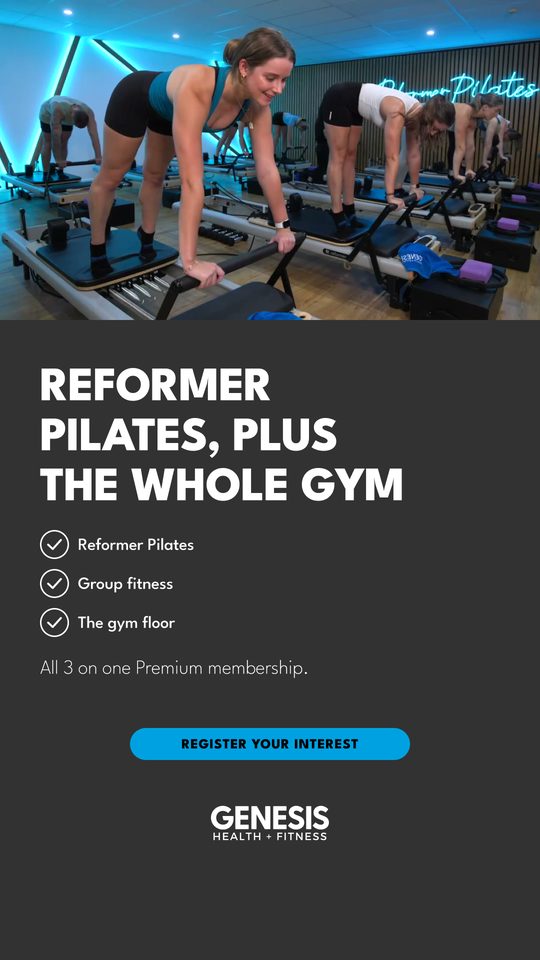 Reformer Pilates
GENESIS
REFORMER
PILATES, PLUS
THE WHOLE GYM
Reformer Pilates
Group fitness
The gym floor
All 3 on one Premium membership.
REGISTER YOUR INTEREST
GENESIS
HEALTH + FITNESS